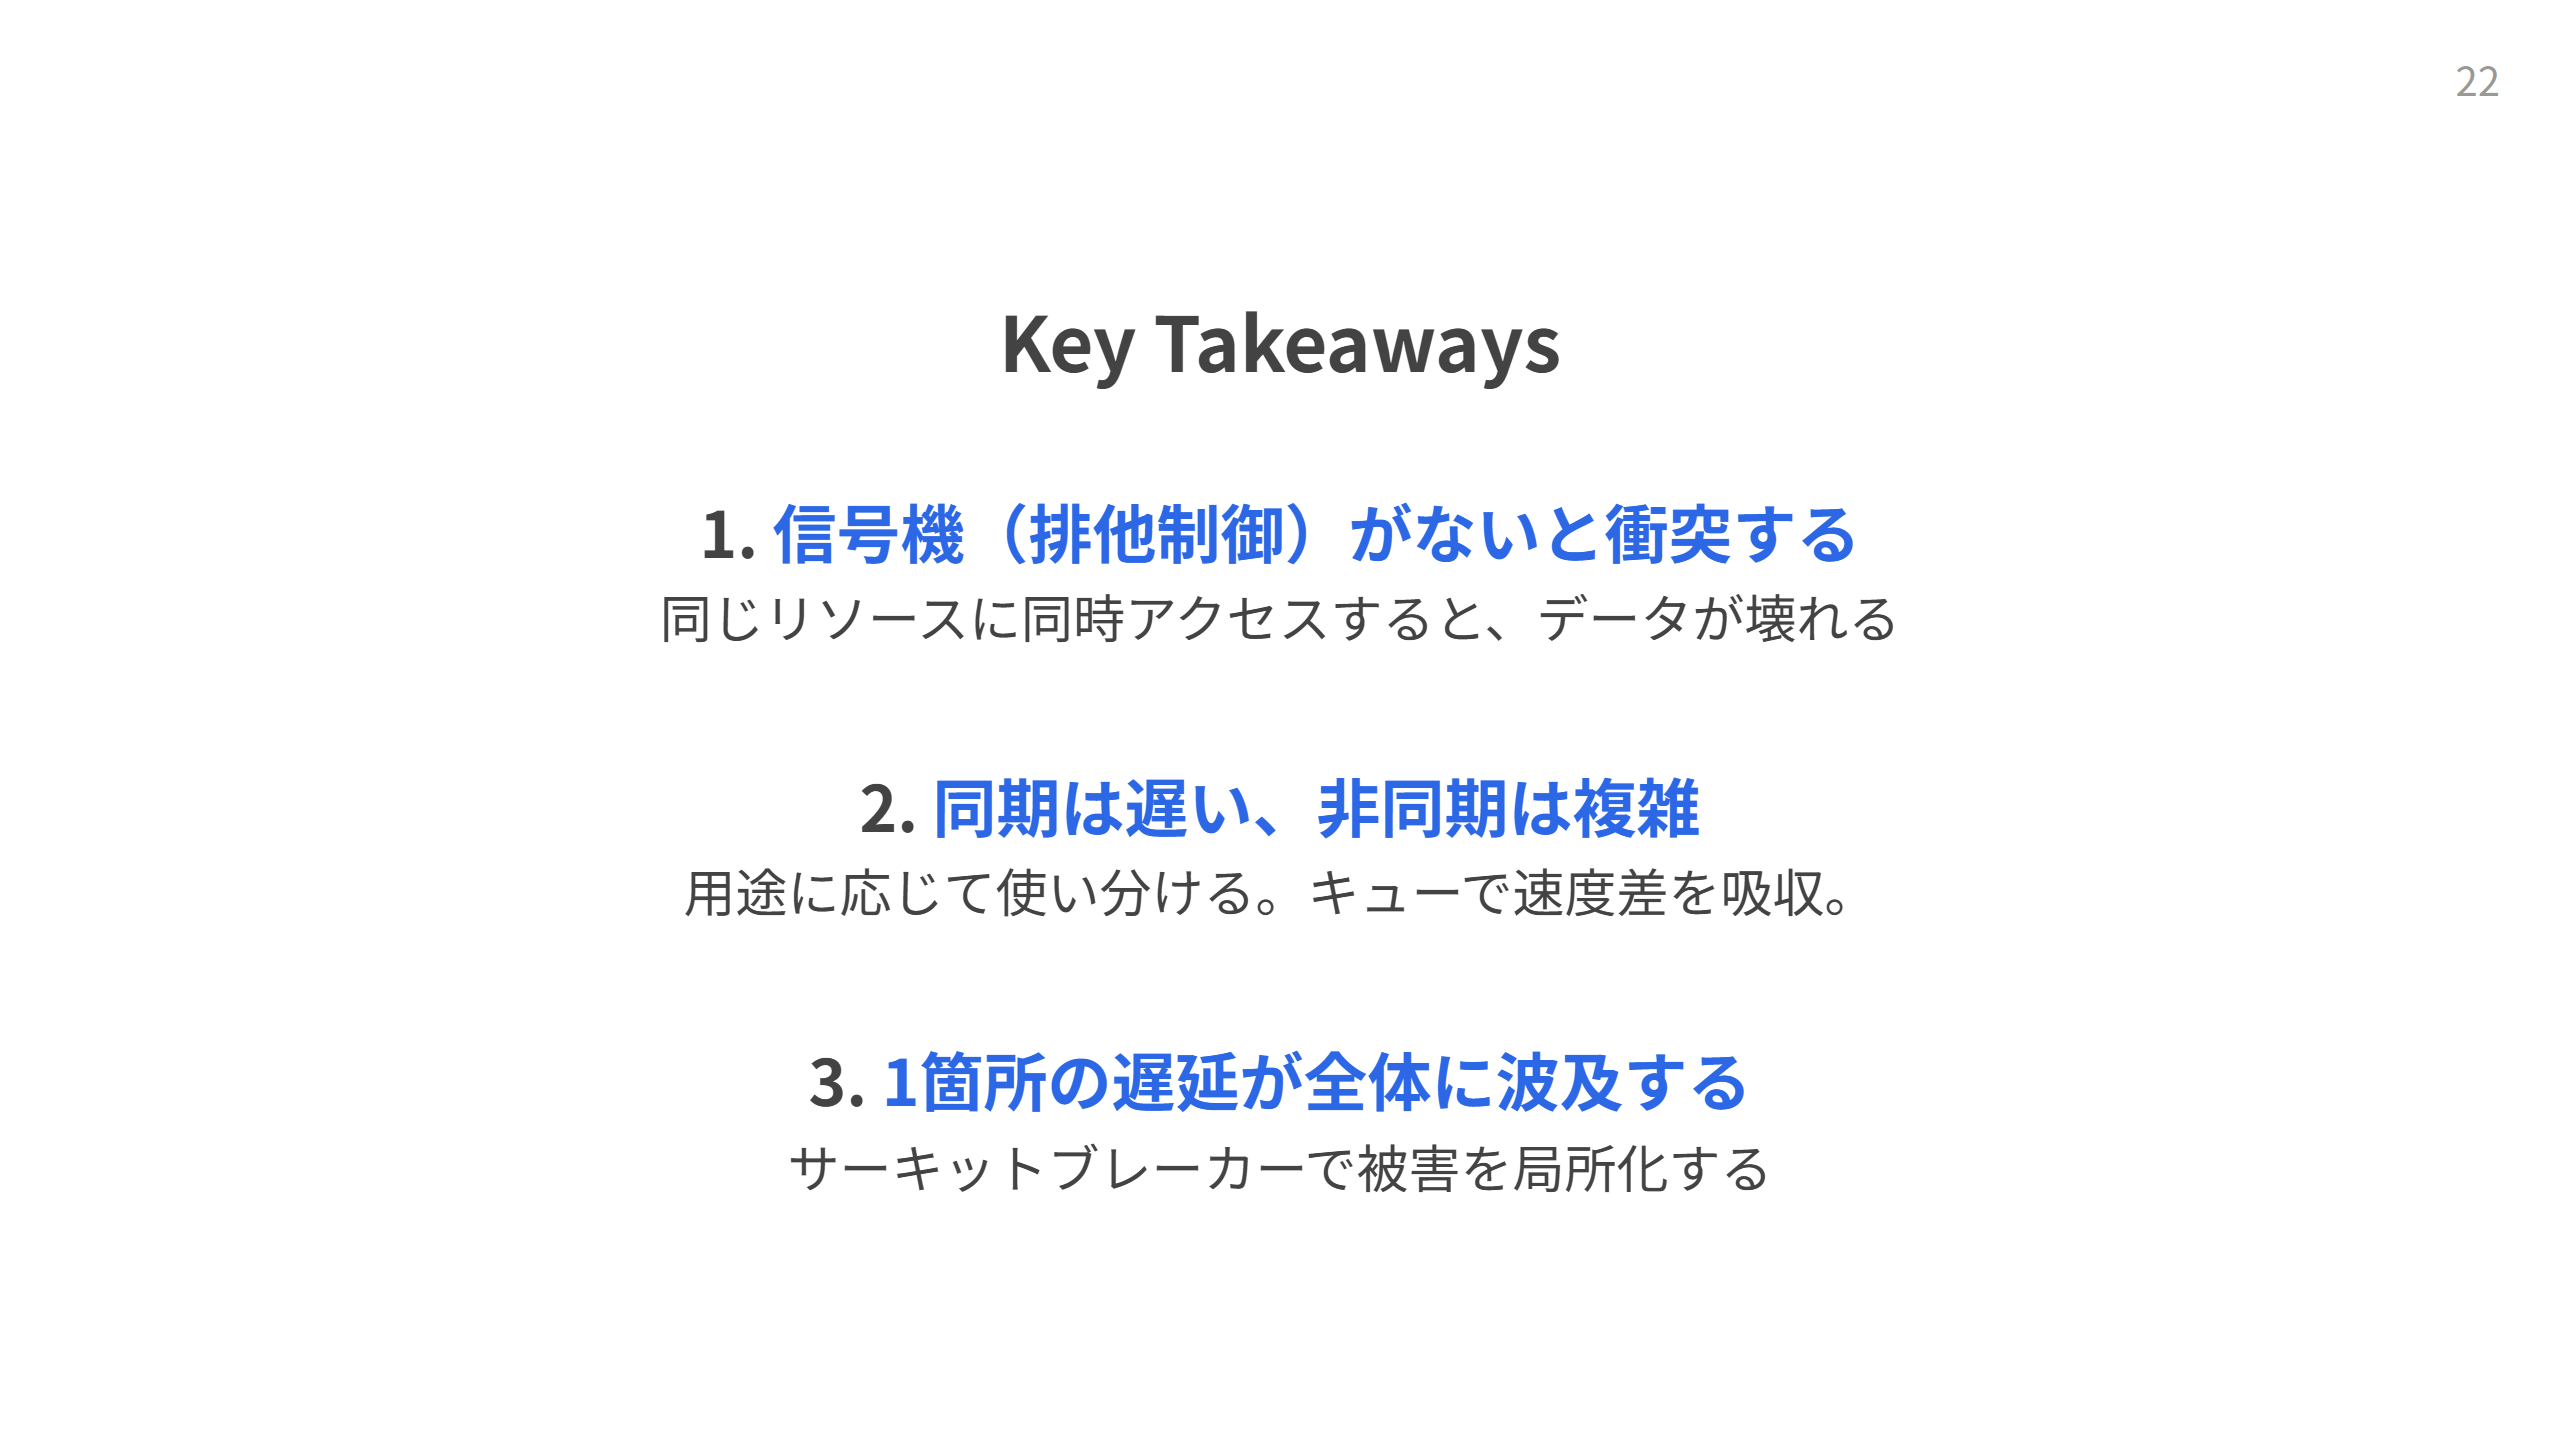 22
Key Takeaways
1. 信号機（排他制御）がないと衝突する
同じリソースに同時アクセスすると、データが壊れる
2. 同期は遅い、非同期は複雑
用途に応じて使い分ける。キューで速度差を吸収。
3. 1箇所の遅延が全体に波及する
サーキットブレーカーで被害を局所化する